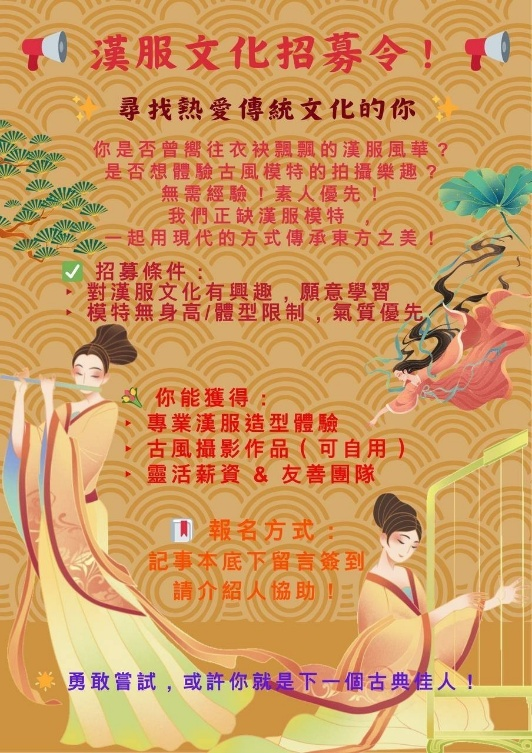 漢服文化招募令！
尋找熱愛傳統文化的你
你是否曾嚮往衣袂飄飄的漢服風華？
是否想體驗古風模特的拍攝樂趣？
無需經驗！素人優先！
我們正缺漢服模特 ，
一起用現代的方式傳承東方之美！
✅ 招募條件：
‣ 對漢服文化有興趣，願意學習
‣ 模特無身高/體型限制，氣質優先
你能獲得：
‣ 專業漢服造型體驗
‣ 古風攝影作品（可自用）
‣ 靈活薪資 & 友善團隊
報名方式：
記事本底下留言簽到
請介紹人協助！
勇敢嘗試，或許你就是下一個古典佳人！